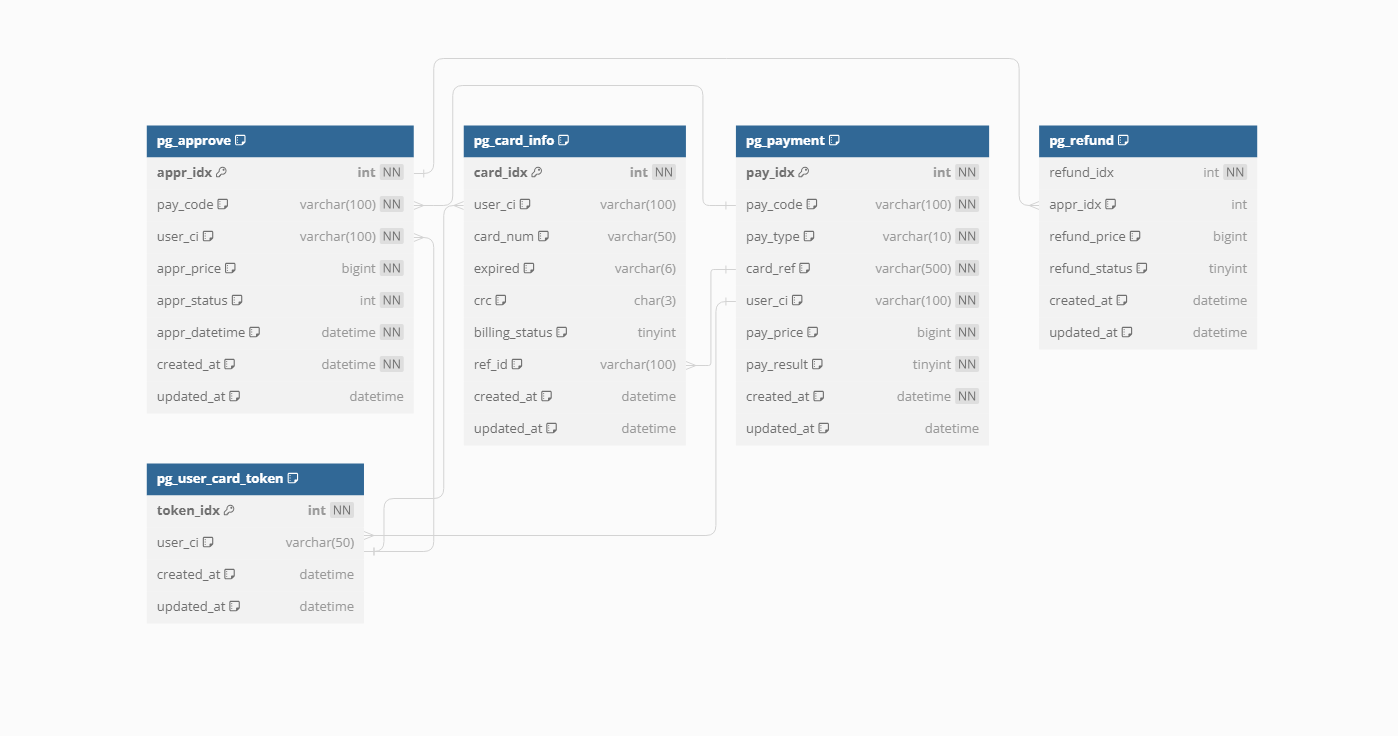 pg_approve
appr_idx int NN
pay_code varchar(100) NN
user_ci varchar(100) NN
appr_price bigint NN
appr_status int NN
appr_datetime datetime NN
created_at datetime NN
updated_at datetime
pg_card_info
card_idx int NN
user_ci varchar(100)
card_num varchar(50)
expired varchar(6)
crc char(3)
billing_status tinyint
ref_id varchar(100)
created_at datetime
updated_at datetime
pg_payment
pay_idx int NN
pay_code varchar(100) NN
pay_type varchar(10) NN
card_ref varchar(500) NN
user_ci varchar(100) NN
pay_price bigint NN
pay_result tinyint NN
created_at datetime NN
updated_at datetime
pg_refund
refund_idx int NN
appr_idx int
refund_price bigint
refund_status tinyint
created_at datetime
updated_at datetime
pg_user_card_token
token_idx int NN
user_ci varchar(50)
created_at datetime
updated_at datetime